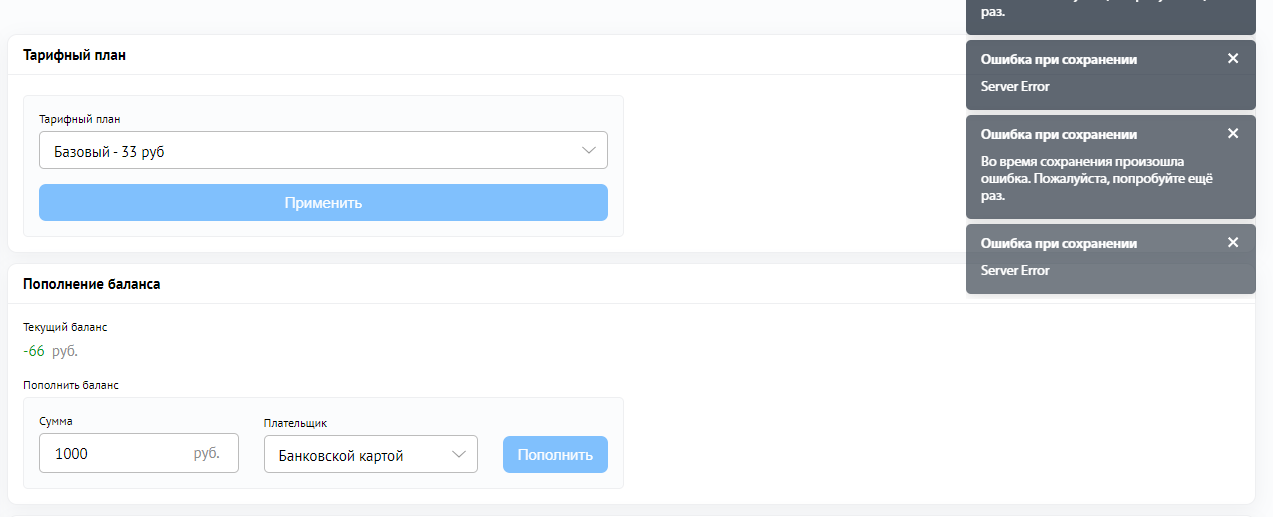 раз.
Тарифный план
Ошибка при сохранении
Server Error
Тарифный план
Базовый - 33 руб
Применить
Ошибка при сохранении
Во время сохранения произошла
ошибка. Пожалуйста, попробуйте ещё
раз.
Ошибка при сохранении
Server Error
Пополнение баланса
Текущий баланс
-66 руб.
Пополнить баланс
Сумма
Плательщик
1000 руб.
Банковской картой
Пополнить